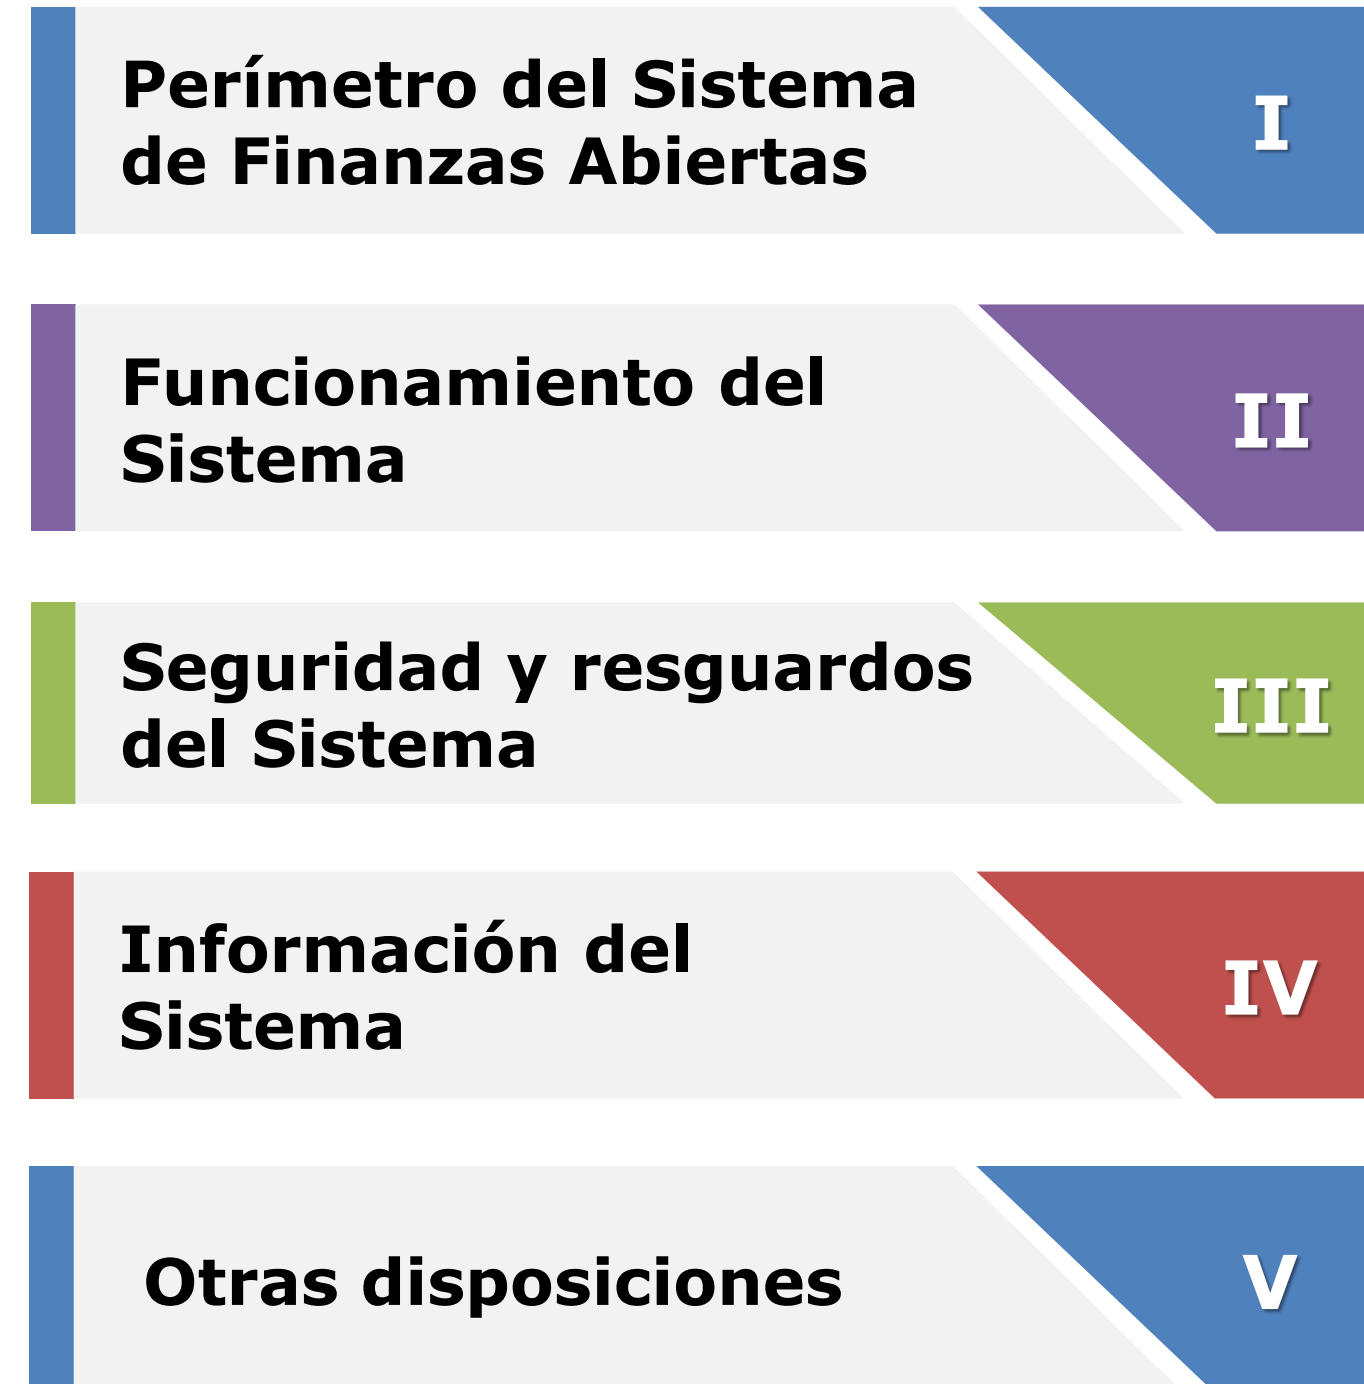 Perímetro del Sistema
de Finanzas Abiertas
I
Funcionamiento del
Sistema
II
Seguridad y resguardos
del Sistema
III
Información del
Sistema
IV
Otras disposiciones
V